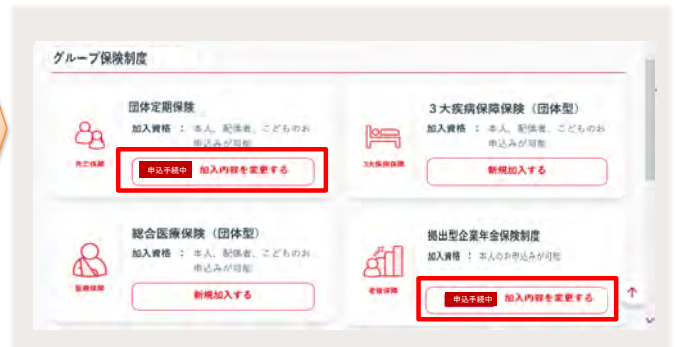 グループ保険制度
団体定期保険
加入資格 : 本人、配偶者、こどものお
申込みが可能
死亡保障
申込手続中 加入内容を変更する
3大疾病保障保険(団体型)
加入資格 : 本人、配偶者、こどものお
申込みが可能
3大疾病保障
新規加入する
総合医療保険(団体型)
加入資格 : 本人、配偶者、こどものお
申込みが可能
医療保障
新規加入する
拠出型企業年金保険制度
加入資格 : 本人のお申込みが可能
老後保障
申込手続中 加入内容を変更する